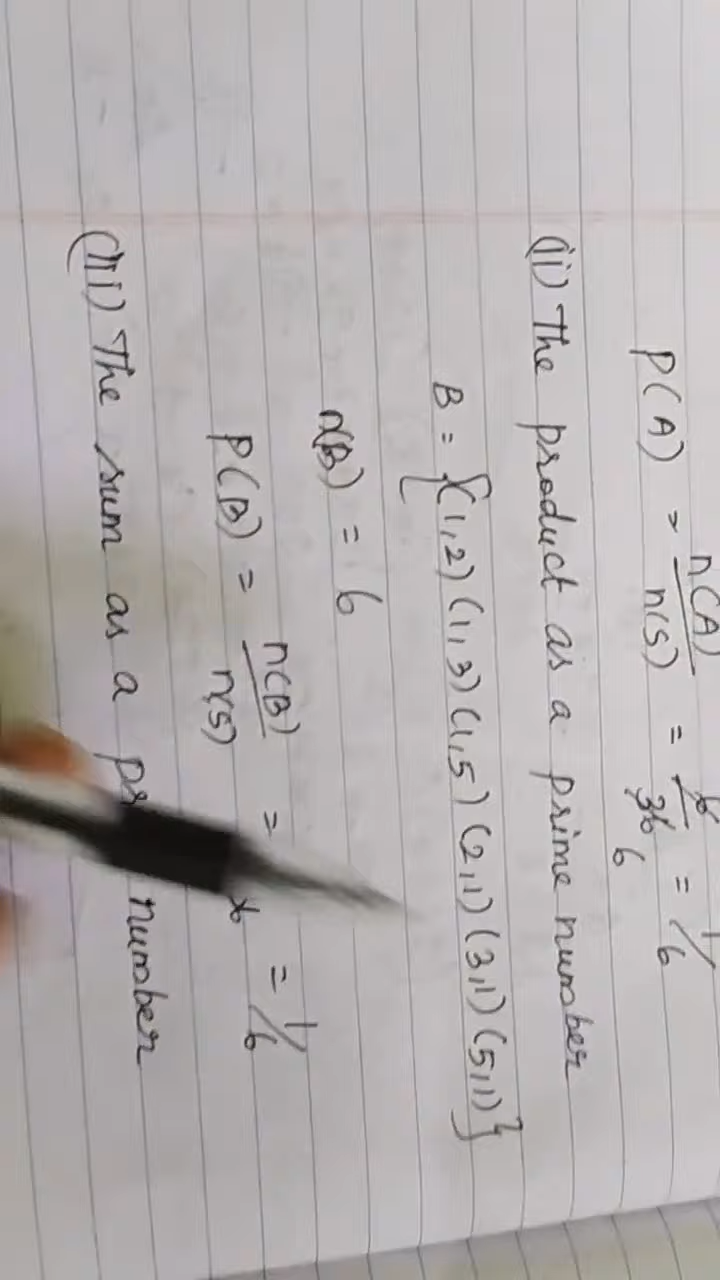 P(A) = n(A)/n(S) = 6/36 6 = 1/6
(ii) The product as a prime number
B = {(1,2) (1,3) (1,5) (2,1) (3,1) (5,1)}
n(B) = 6
P(B) = n(B)/n(S) = = 1/6
(iii) The sum as a number